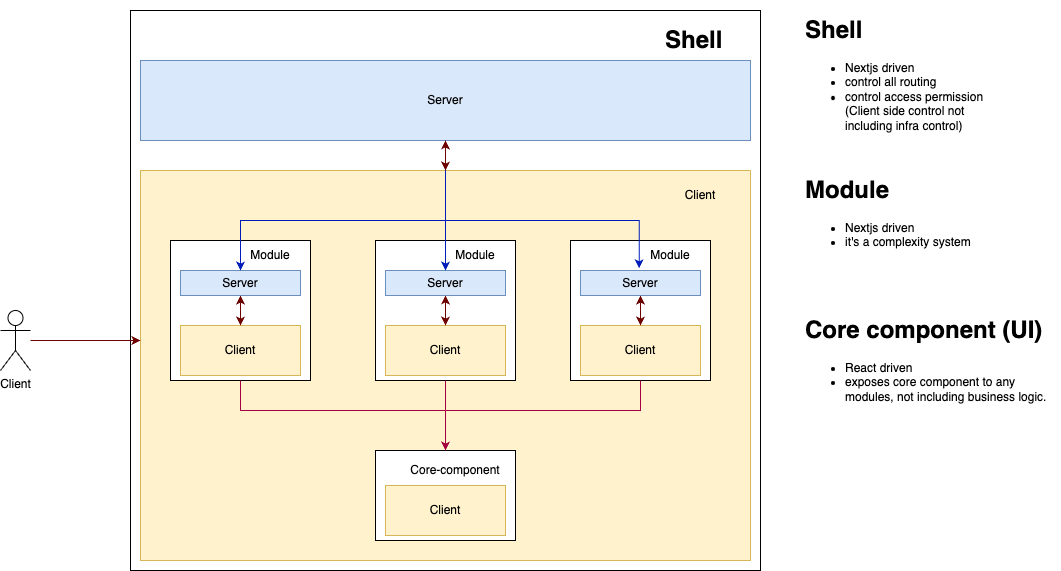 Shell
Server
Client
Module
Module
Module
Server
Server
Server
Client
Client
Client
Client
Core-component
Client
Shell
Nextjs driven
control all routing
control access permission
(Client side control not
including infra control)
Module
Nextjs driven
it's a complexity system
Core component (UI)
React driven
exposes core component to any
modules, not including business logic.